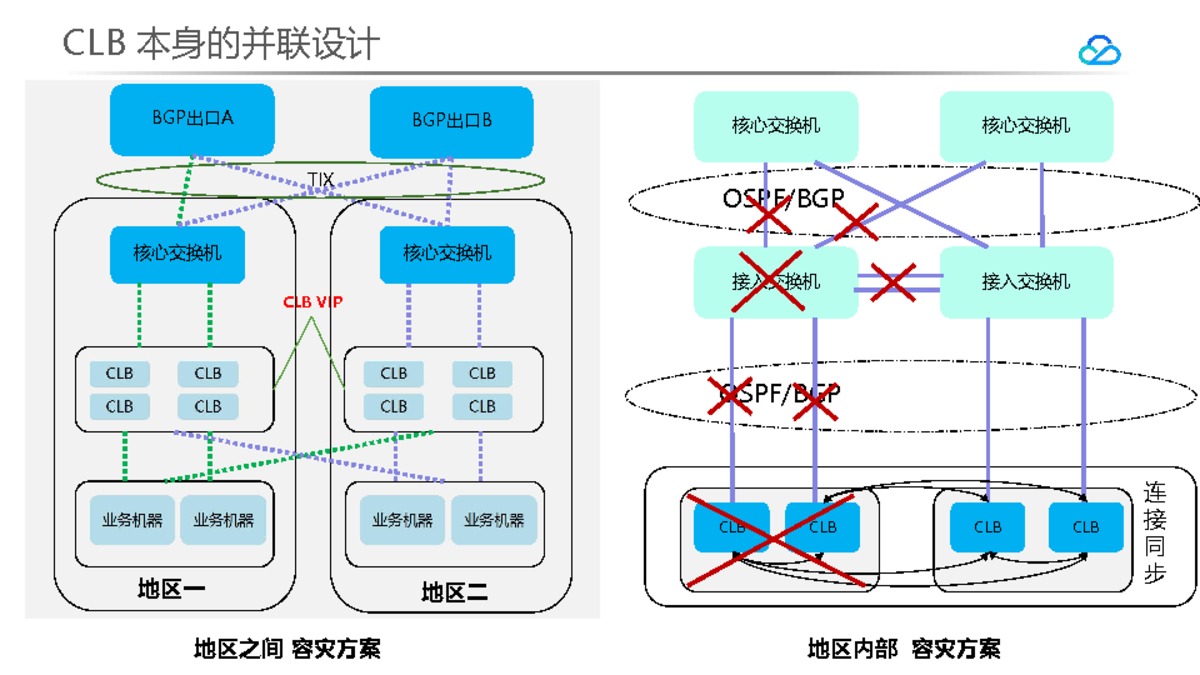 CLB 本身的并联设计
BGP出口A
BGP出口B
TIX
核心交换机
核心交换机
CLB VIP
CLB
CLB
CLB
CLB
CLB
CLB
CLB
CLB
业务机器
业务机器
业务机器
业务机器
地区一
地区二
地区之间 容灾方案
核心交换机
核心交换机
OSPF/BGP
接入交换机
接入交换机
OSPF/BGP
CLB
CLB
CLB
CLB
连
接
同
步
地区内部 容灾方案